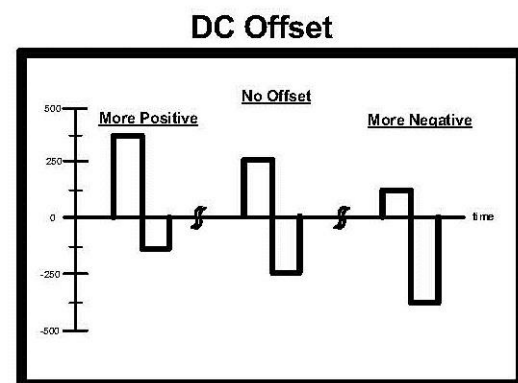 DC Offset
No Offset
More Positive
More Negative
500
250
0
-250
-500
time